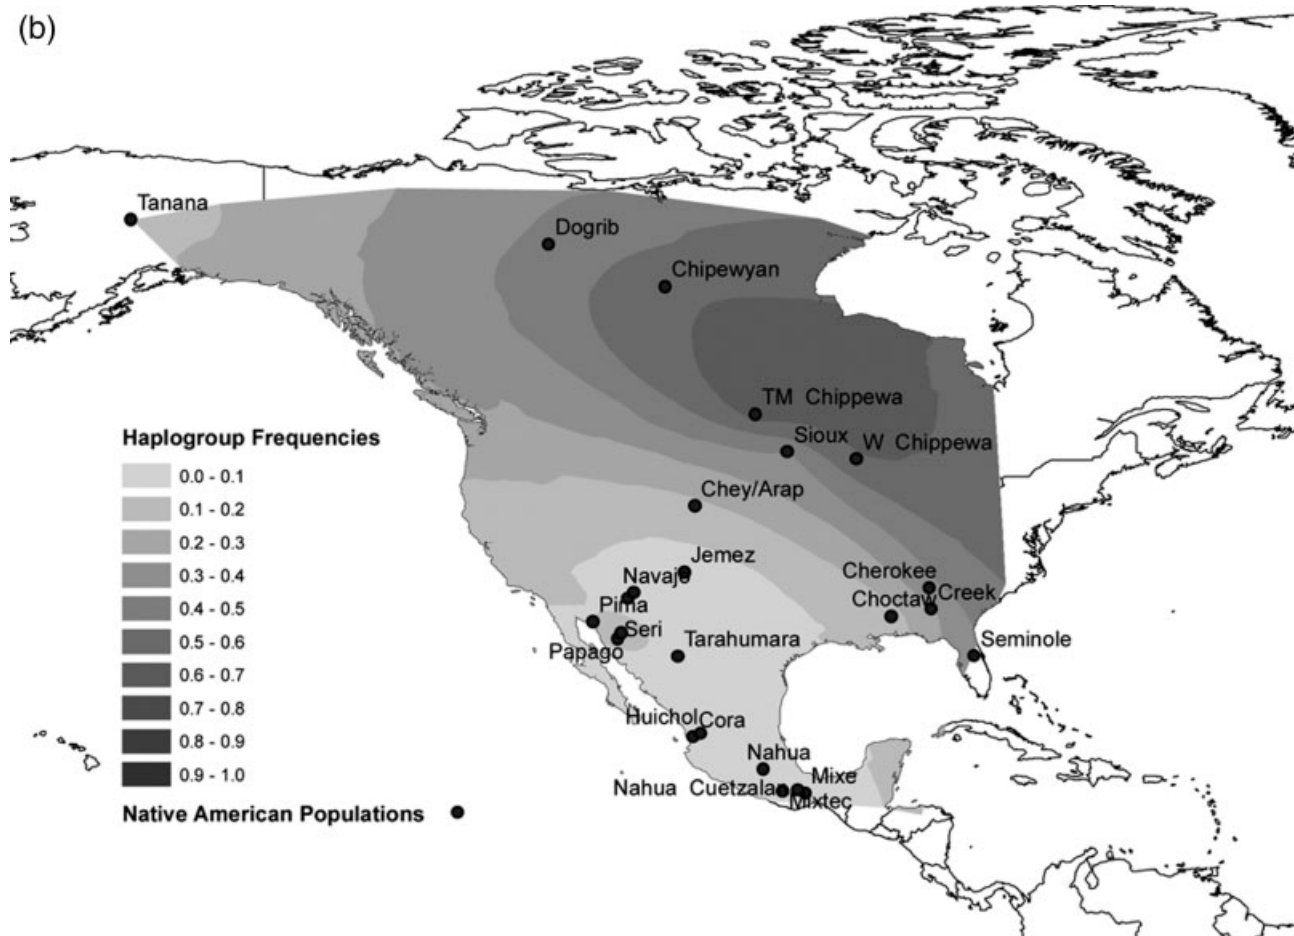 (b)
Tanana
Dogrib
Chipewyan
TM Chippewa
Sioux
W Chippewa
Haplogroup Frequencies
0.0 - 0.1
0.1 - 0.2
0.2 - 0.3
0.3 - 0.4
0.4 - 0.5
0.5 - 0.6
0.6 - 0.7
0.7 - 0.8
0.8 - 0.9
0.9 - 1.0
Native American Populations
Chey/Arap
Jemez
Navajo
Pima
Seri
Papago
Tarahumara
Cherokee
Creek
Choctaw
Seminole
Huichol
Cora
Nahua
Mixe
Nahua Cuetzalan
Mixtec